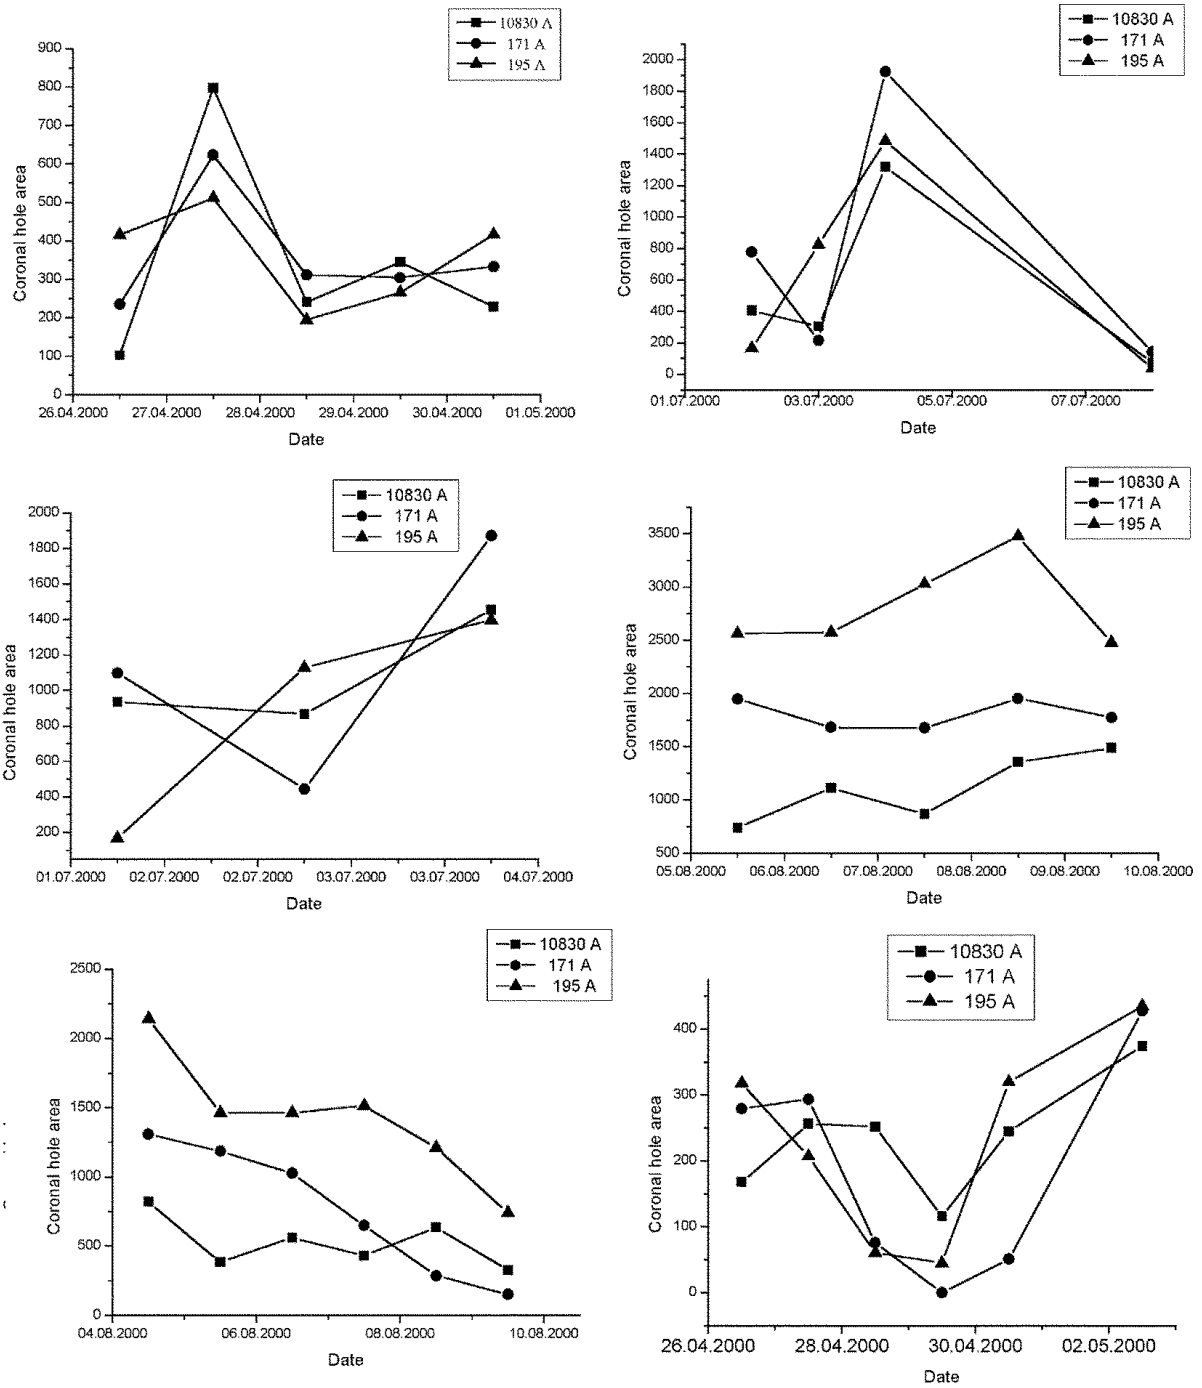 10830 A
171 A
195 A
900
800
700
600
500
400
300
200
100
0
Coronal hole area
26.04.2000 27.04.2000 28.04.2000 29.04.2000 30.04.2000 01.05.2000
Date
10830 A
171 A
195 A
2000
1800
1600
1400
1200
1000
800
600
400
200
0
Coronal hole area
01.07.2000 03.07.2000 05.07.2000 07.07.2000
Date
10830 A
171 A
195 A
2000
1800
1600
1400
1200
1000
800
600
400
200
Coronal hole area
01.07.2000 02.07.2000 02.07.2000 03.07.2000 03.07.2000 04.07.2000
Date
10830 A
171 A
195 A
3500
3000
2500
2000
1500
1000
500
Coronal hole area
05.08.2000 06.08.2000 07.08.2000 08.08.2000 09.08.2000 10.08.2000
Date
10830 A
171 A
195 A
2500
2000
1500
1000
500
0
Coronal hole area
04.08.2000 06.08.2000 08.08.2000 10.08.2000
Date
10830 A
171 A
195 A
400
300
200
100
0
Coronal hole area
26.04.2000 28.04.2000 30.04.2000 02.05.2000
Date